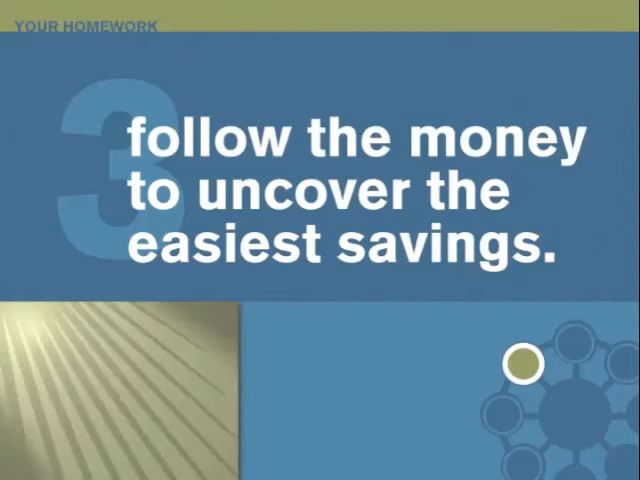 YOUR HOMEWORK
3
follow the money
to uncover the
easiest savings.